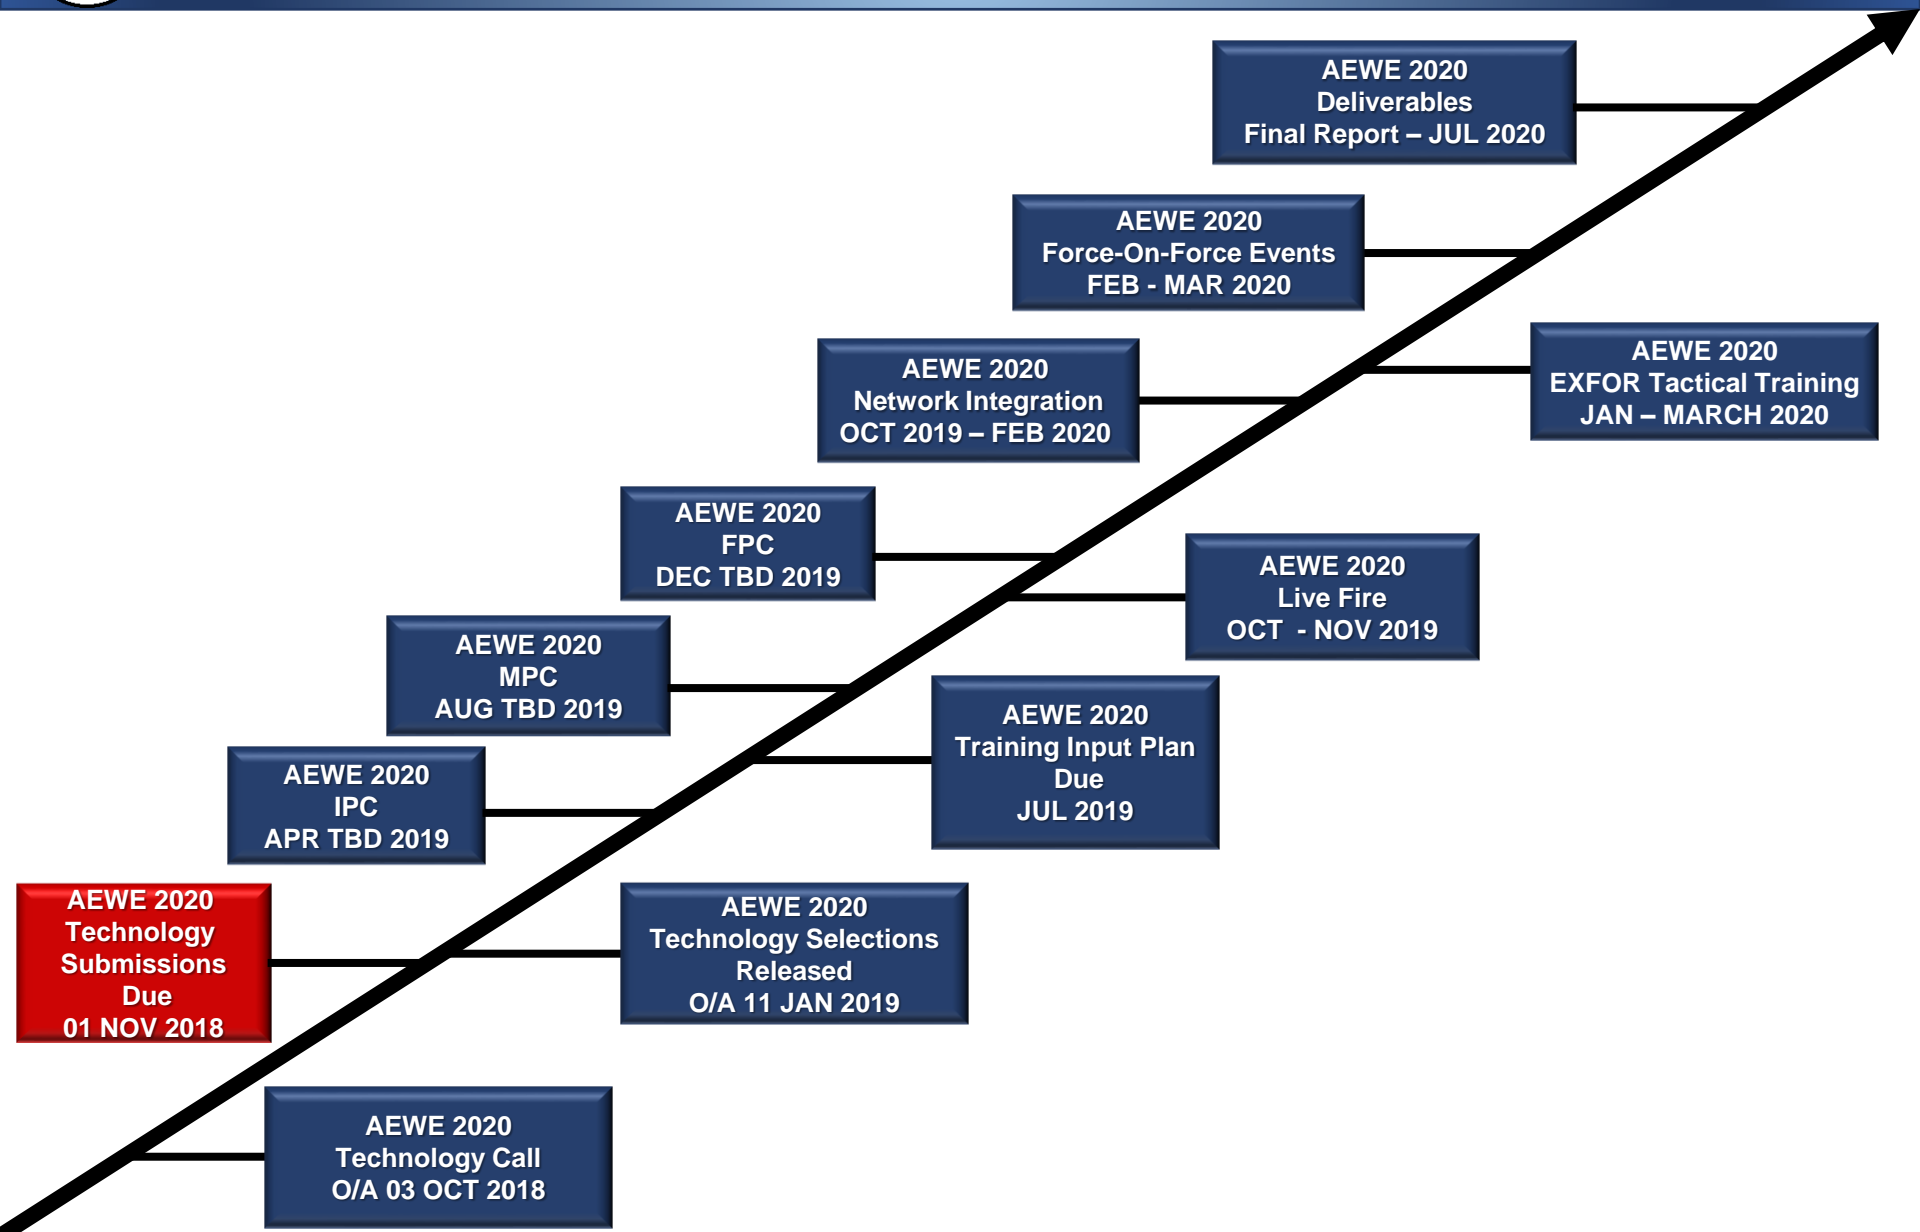 AEWE 2020
Deliverables
Final Report – JUL 2020
AEWE 2020
Force-On-Force Events
FEB - MAR 2020
AEWE 2020
EXFOR Tactical Training
JAN – MARCH 2020
AEWE 2020
Network Integration
OCT 2019 – FEB 2020
AEWE 2020
FPC
DEC TBD 2019
AEWE 2020
Live Fire
OCT  - NOV 2019
AEWE 2020
MPC
AUG TBD 2019
AEWE 2020
Training Input Plan
Due
JUL 2019
AEWE 2020
IPC
APR TBD 2019
AEWE 2020
Technology
Submissions
Due
01 NOV 2018
AEWE 2020
Technology Selections
Released
O/A 11 JAN 2019
AEWE 2020
Technology Call
O/A 03 OCT 2018